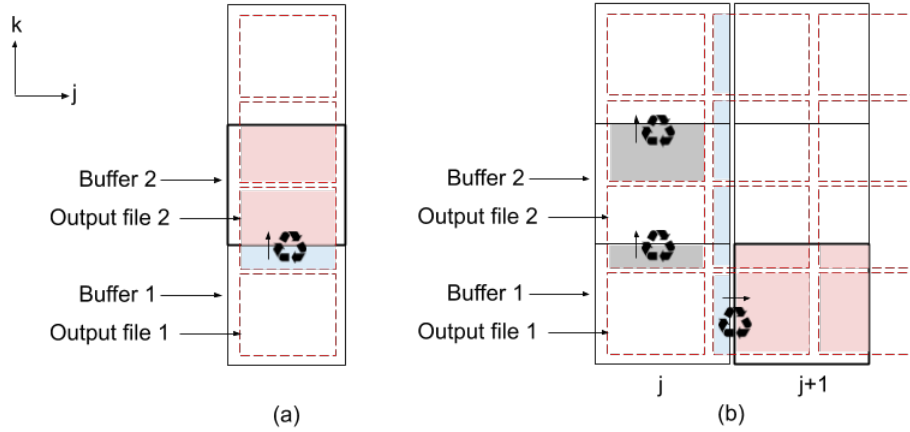 k
j
Buffer 2
Output file 2
Buffer 1
Output file 1
(a)
Buffer 2
Output file 2
Buffer 1
Output file 1
j
j+1
(b)